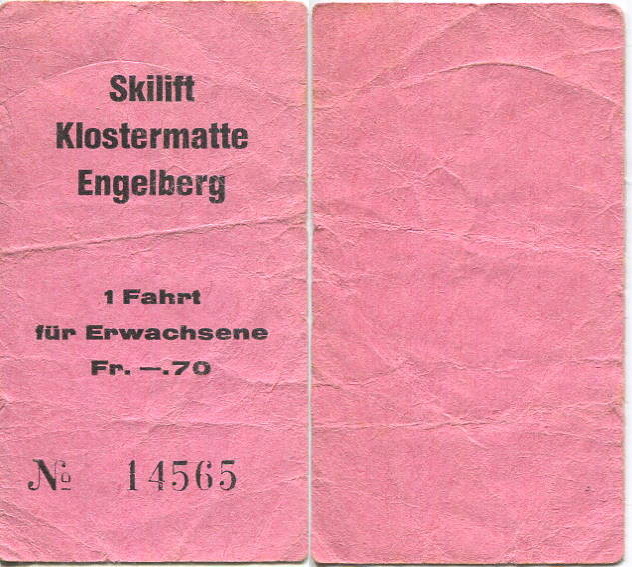 Skilift
Klostermatte
Engelberg
1 Fahrt
für Erwachsene
Fr. —.70
№ 14565